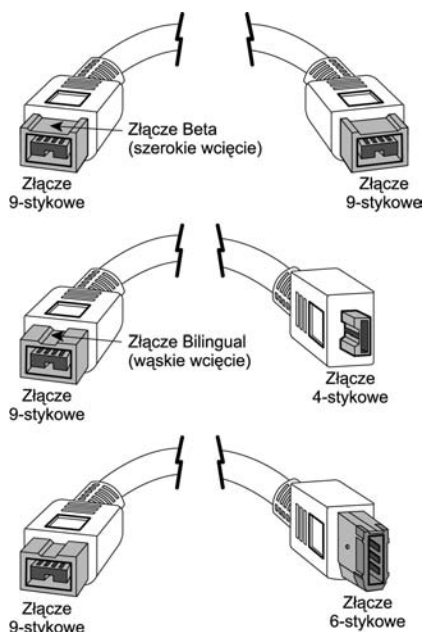 Złącze Beta
(szerokie wcięcie)
Złącze
9-stykowe
Złącze
9-stykowe
Złącze Bilingual
(wąskie wcięcie)
Złącze
9-stykowe
Złącze
4-stykowe
Złącze
9-stykowe
Złącze
6-stykowe